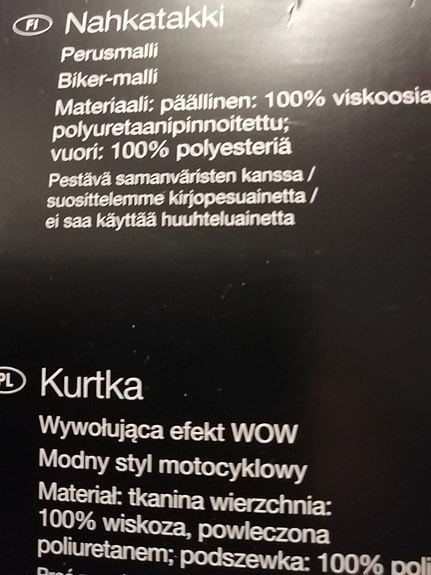 FI Nahkatakki
Perusmalli
Biker-malli
Materiaali: päällinen: 100% viskoosia
polyuretaanipinnoitettu;
vuori: 100% polyesteriä
Pestävä samanväristen kanssa /
suosittelemme kirjopesuainetta /
ei saa käyttää huuhteluainetta
PL Kurtka
Wywołująca efekt WOW
Modny styl motocyklowy
Materiał: tkanina wierzchnia:
100% wiskoza, powleczona
poliuretanem; podszewka: 100% poli